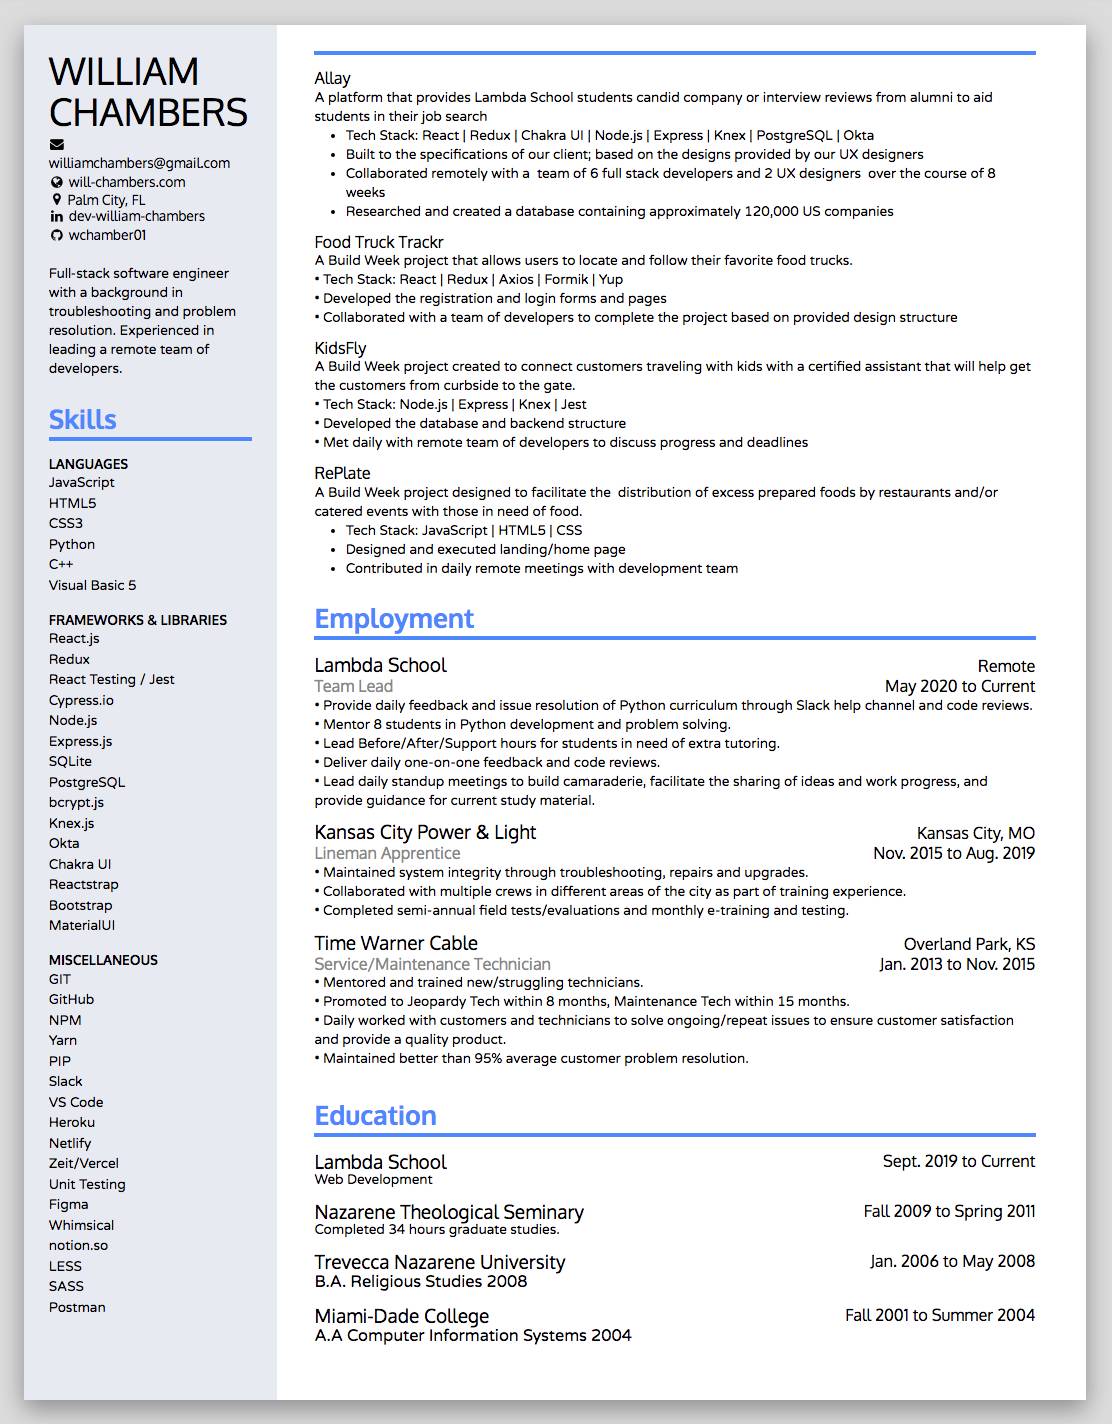 WILLIAM
CHAMBERS
williamchambers@gmail.com
will-chambers.com
Palm City, FL
dev-william-chambers
wchamber01
Full-stack software engineer
with a background in
troubleshooting and problem
resolution. Experienced in
leading a remote team of
developers.
Skills
LANGUAGES
JavaScript
HTML5
CSS3
Python
C++
Visual Basic 5
FRAMEWORKS & LIBRARIES
React.js
Redux
React Testing / Jest
Cypress.io
Node.js
Express.js
SQLite
PostgreSQL
bcrypt.js
Knex.js
Okta
Chakra UI
Reactstrap
Bootstrap
MaterialUI
MISCELLANEOUS
GIT
GitHub
NPM
Yarn
PIP
Slack
VS Code
Heroku
Netlify
Zeit/Vercel
Unit Testing
Figma
Whimsical
notion.so
LESS
SASS
Postman
Allay
A platform that provides Lambda School students candid company or interview reviews from alumni to aid
students in their job search
• Tech Stack: React | Redux | Chakra UI | Node.js | Express | Knex | PostgreSQL | Okta
• Built to the specifications of our client; based on the designs provided by our UX designers
• Collaborated remotely with a team of 6 full stack developers and 2 UX designers over the course of 8
weeks
• Researched and created a database containing approximately 120,000 US companies
Food Truck Trackr
A Build Week project that allows users to locate and follow their favorite food trucks.
• Tech Stack: React | Redux | Axios | Formik | Yup
• Developed the registration and login forms and pages
• Collaborated with a team of developers to complete the project based on provided design structure
KidsFly
A Build Week project created to connect customers traveling with kids with a certified assistant that will help get
the customers from curbside to the gate.
• Tech Stack: Node.js | Express | Knex | Jest
• Developed the database and backend structure
• Met daily with remote team of developers to discuss progress and deadlines
RePlate
A Build Week project designed to facilitate the distribution of excess prepared foods by restaurants and/or
catered events with those in need of food.
• Tech Stack: JavaScript | HTML5 | CSS
• Designed and executed landing/home page
• Contributed in daily remote meetings with development team
Employment
Lambda School Remote
Team Lead May 2020 to Current
• Provide daily feedback and issue resolution of Python curriculum through Slack help channel and code reviews.
• Mentor 8 students in Python development and problem solving.
• Lead Before/After/Support hours for students in need of extra tutoring.
• Deliver daily one-on-one feedback and code reviews.
• Lead daily standup meetings to build camaraderie, facilitate the sharing of ideas and work progress, and
provide guidance for current study material.
Kansas City Power & Light Kansas City, MO
Lineman Apprentice Nov. 2015 to Aug. 2019
• Maintained system integrity through troubleshooting, repairs and upgrades.
• Collaborated with multiple crews in different areas of the city as part of training experience.
• Completed semi-annual field tests/evaluations and monthly e-training and testing.
Time Warner Cable Overland Park, KS
Service/Maintenance Technician Jan. 2013 to Nov. 2015
• Mentored and trained new/struggling technicians.
• Promoted to Jeopardy Tech within 8 months, Maintenance Tech within 15 months.
• Daily worked with customers and technicians to solve ongoing/repeat issues to ensure customer satisfaction
and provide a quality product.
• Maintained better than 95% average customer problem resolution.
Education
Lambda School Sept. 2019 to Current
Web Development
Nazarene Theological Seminary Fall 2009 to Spring 2011
Completed 34 hours graduate studies.
Trevecca Nazarene University Jan. 2006 to May 2008
B.A. Religious Studies 2008
Miami-Dade College Fall 2001 to Summer 2004
A.A Computer Information Systems 2004